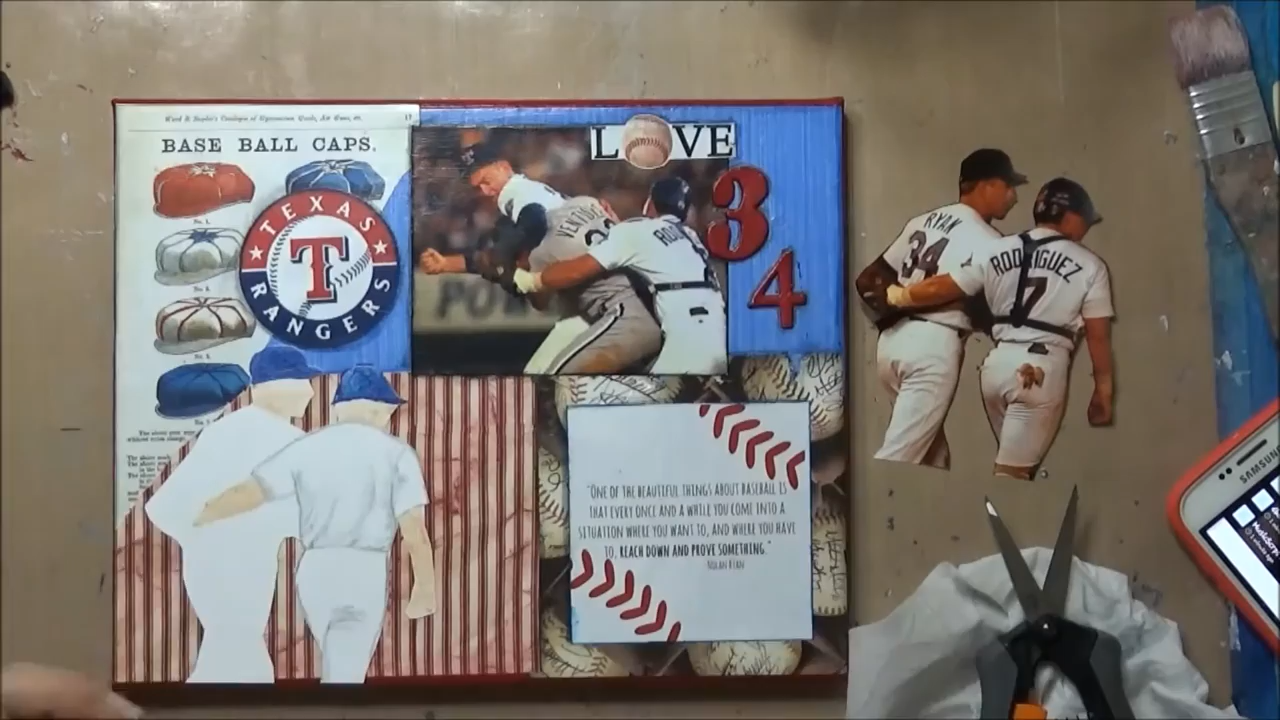 BASE BALL CAPS.
TEXAS
T
RANGERS
LOVE
3
4
VENTURA
RYAN
34
RODRIGUEZ
7
"ONE OF THE BEAUTIFUL THINGS ABOUT BASEBALL IS
THAT EVERY ONCE AND A WHILE YOU COME INTO A
SITUATION WHERE YOU WANT TO, AND WHERE YOU HAVE
TO, REACH DOWN AND PROVE SOMETHING."
NOLAN RYAN
SAMSUNG